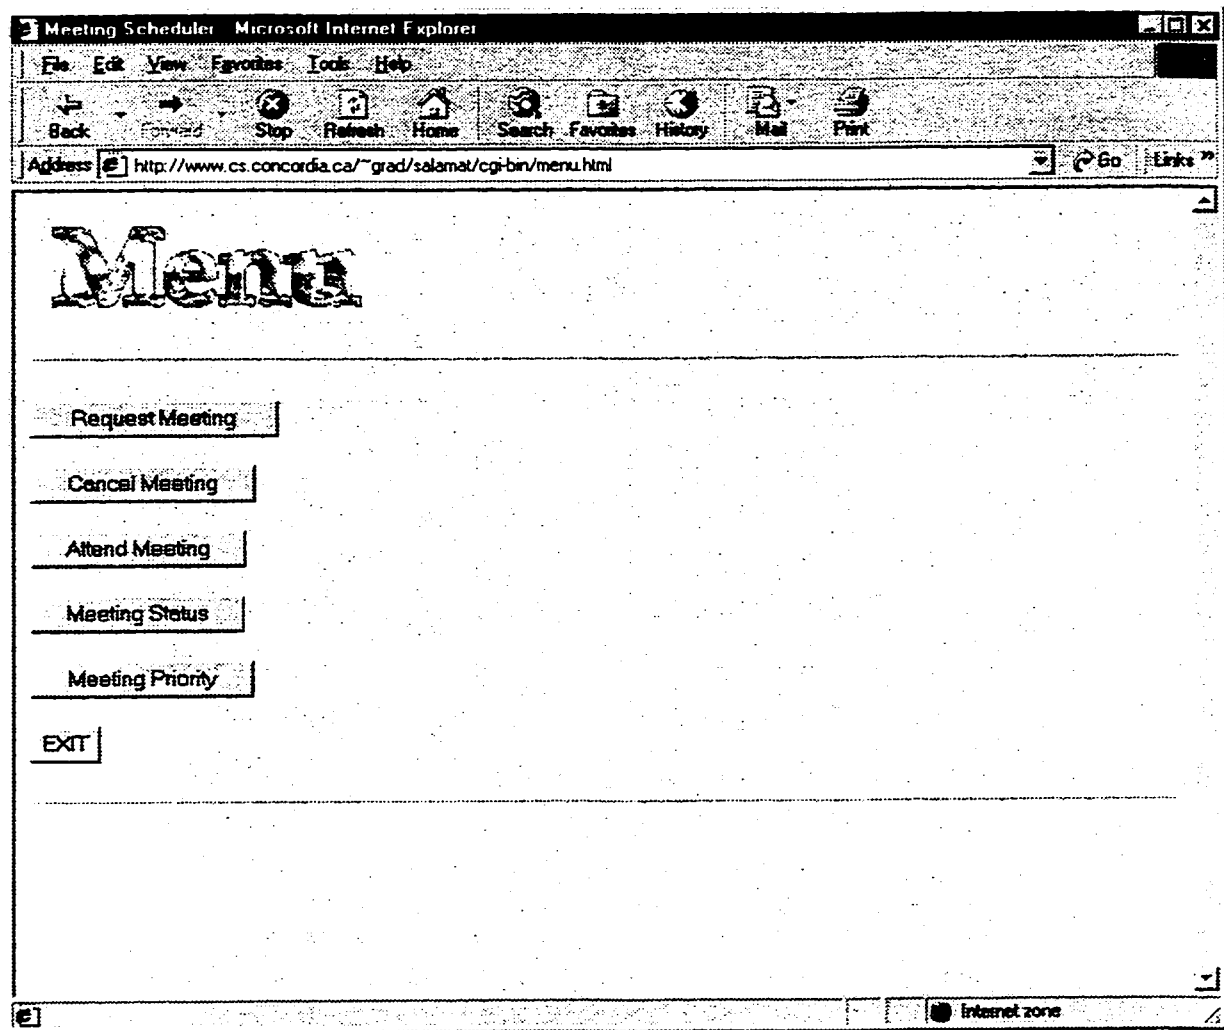 Meeting Scheduler Microsoft Internet Explorer
File Edit View Favorites Tools Help
Back Forward Stop Refresh Home Search Favorites History Mail Print
Address http://www.cs.concordia.ca/~grad/salamat/cgi-bin/menu.html Go Links »
Menu
Request Meeting
Cancel Meeting
Attend Meeting
Meeting Status
Meeting Priority
EXIT
Internet zone